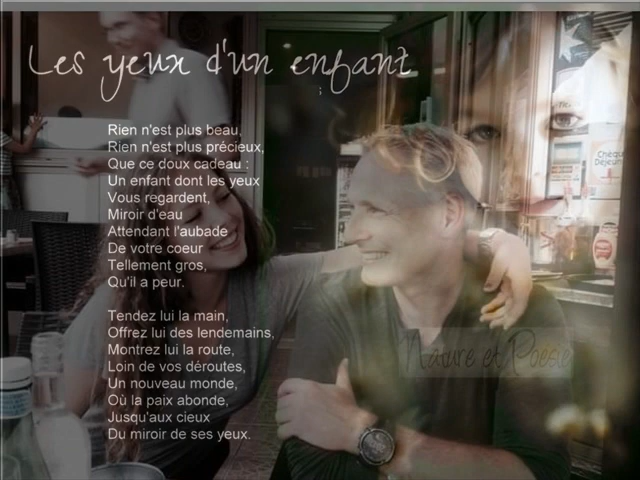 Les yeux d'un enfant
;
Rien n'est plus beau,
Rien n'est plus précieux,
Que ce doux cadeau :
Un enfant dont les yeux
Vous regardent,
Miroir d'eau
Attendant l'aubade
De votre coeur
Tellement gros,
Qu'il a peur.
Tendez lui la main,
Offrez lui des lendemains,
Montrez lui la route,
Loin de vos déroutes,
Un nouveau monde,
Où la paix abonde,
Jusqu'aux cieux
Du miroir de ses yeux.
Chèque
Déjeuner
Nature et Poésie